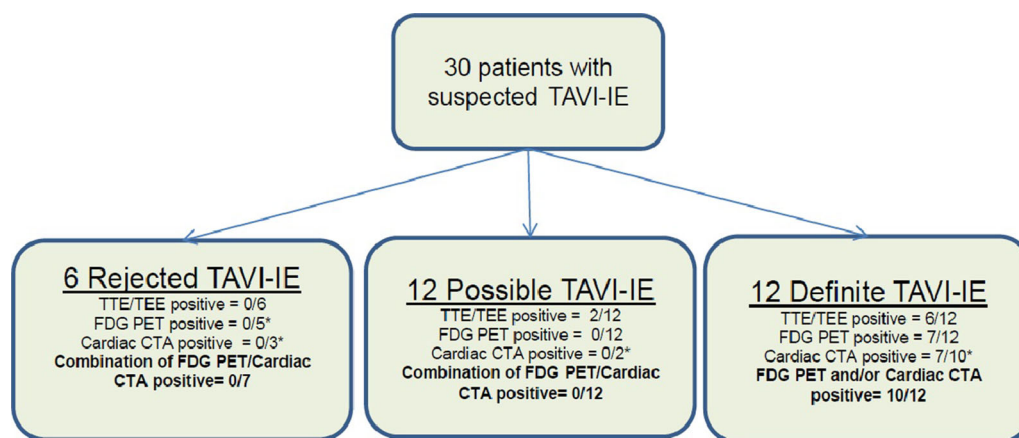 30 patients with
suspected TAVI-IE
6 Rejected TAVI-IE
TTE/TEE positive = 0/6
FDG PET positive = 0/5*
Cardiac CTA positive = 0/3*
Combination of FDG PET/Cardiac
CTA positive= 0/7
12 Possible TAVI-IE
TTE/TEE positive = 2/12
FDG PET positive = 0/12
Cardiac CTA positive = 0/2*
Combination of FDG PET/Cardiac
CTA positive= 0/12
12 Definite TAVI-IE
TTE/TEE positive = 6/12
FDG PET positive = 7/12
Cardiac CTA positive = 7/10*
FDG PET and/or Cardiac CTA
positive= 10/12